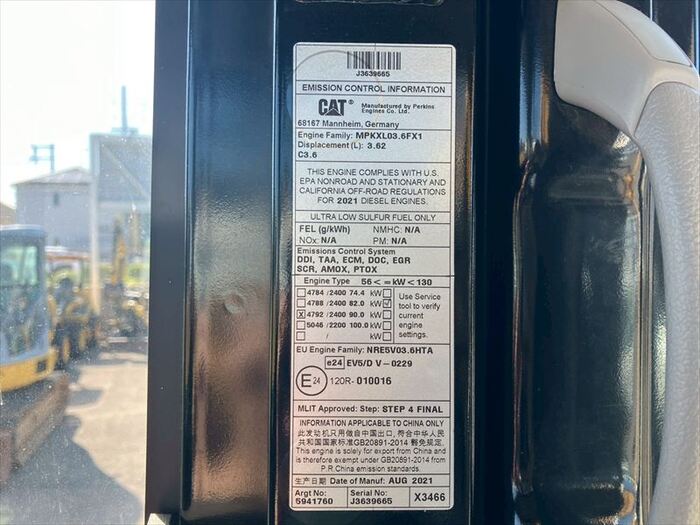 J3639665
EMISSION CONTROL INFORMATION
CAT Manufactured by Perkins
Engines Co. Ltd.
68167 Mannheim, Germany
Engine Family: MPKXL03.6FX1
Displacement (L): 3.62
C3.6
THIS ENGINE COMPLIES WITH U.S.
EPA NONROAD AND STATIONARY AND
CALIFORNIA OFF-ROAD REGULATIONS
FOR 2021 DIESEL ENGINES.
ULTRA LOW SULFUR FUEL ONLY
FEL (g/kWh) NMHC: N/A
NOx: N/A PM: N/A
Emissions Control System
DDI, TAA, ECM, DOC, EGR
SCR, AMOX, PTOX
Engine Type 56 <= kW < 130
4784 / 2400 74.4 kW
4788 / 2400 82.0 kW
X 4792 / 2400 90.0 kW
5046 / 2200 100.0 kW
Use Service
tool to verify
current
engine
settings.
EU Engine Family: NRE5V03.6HTA
e24 EV5/D V-0229
E24 120R- 010016
MLIT Approved: Step: STEP 4 FINAL
INFORMATION APPLICABLE TO CHINA ONLY
此发动机只用做自中国出口, 符合中华人民
共和国国家标准GB20891-2014 豁免规定.
This engine is solely for export from China and
is therefore exempt under GB20891-2014 from
P.R.China emission standards.
生产日期 Date of Manuf: AUG 2021
Argt No: Serial No: X3466
5941760 J3639665